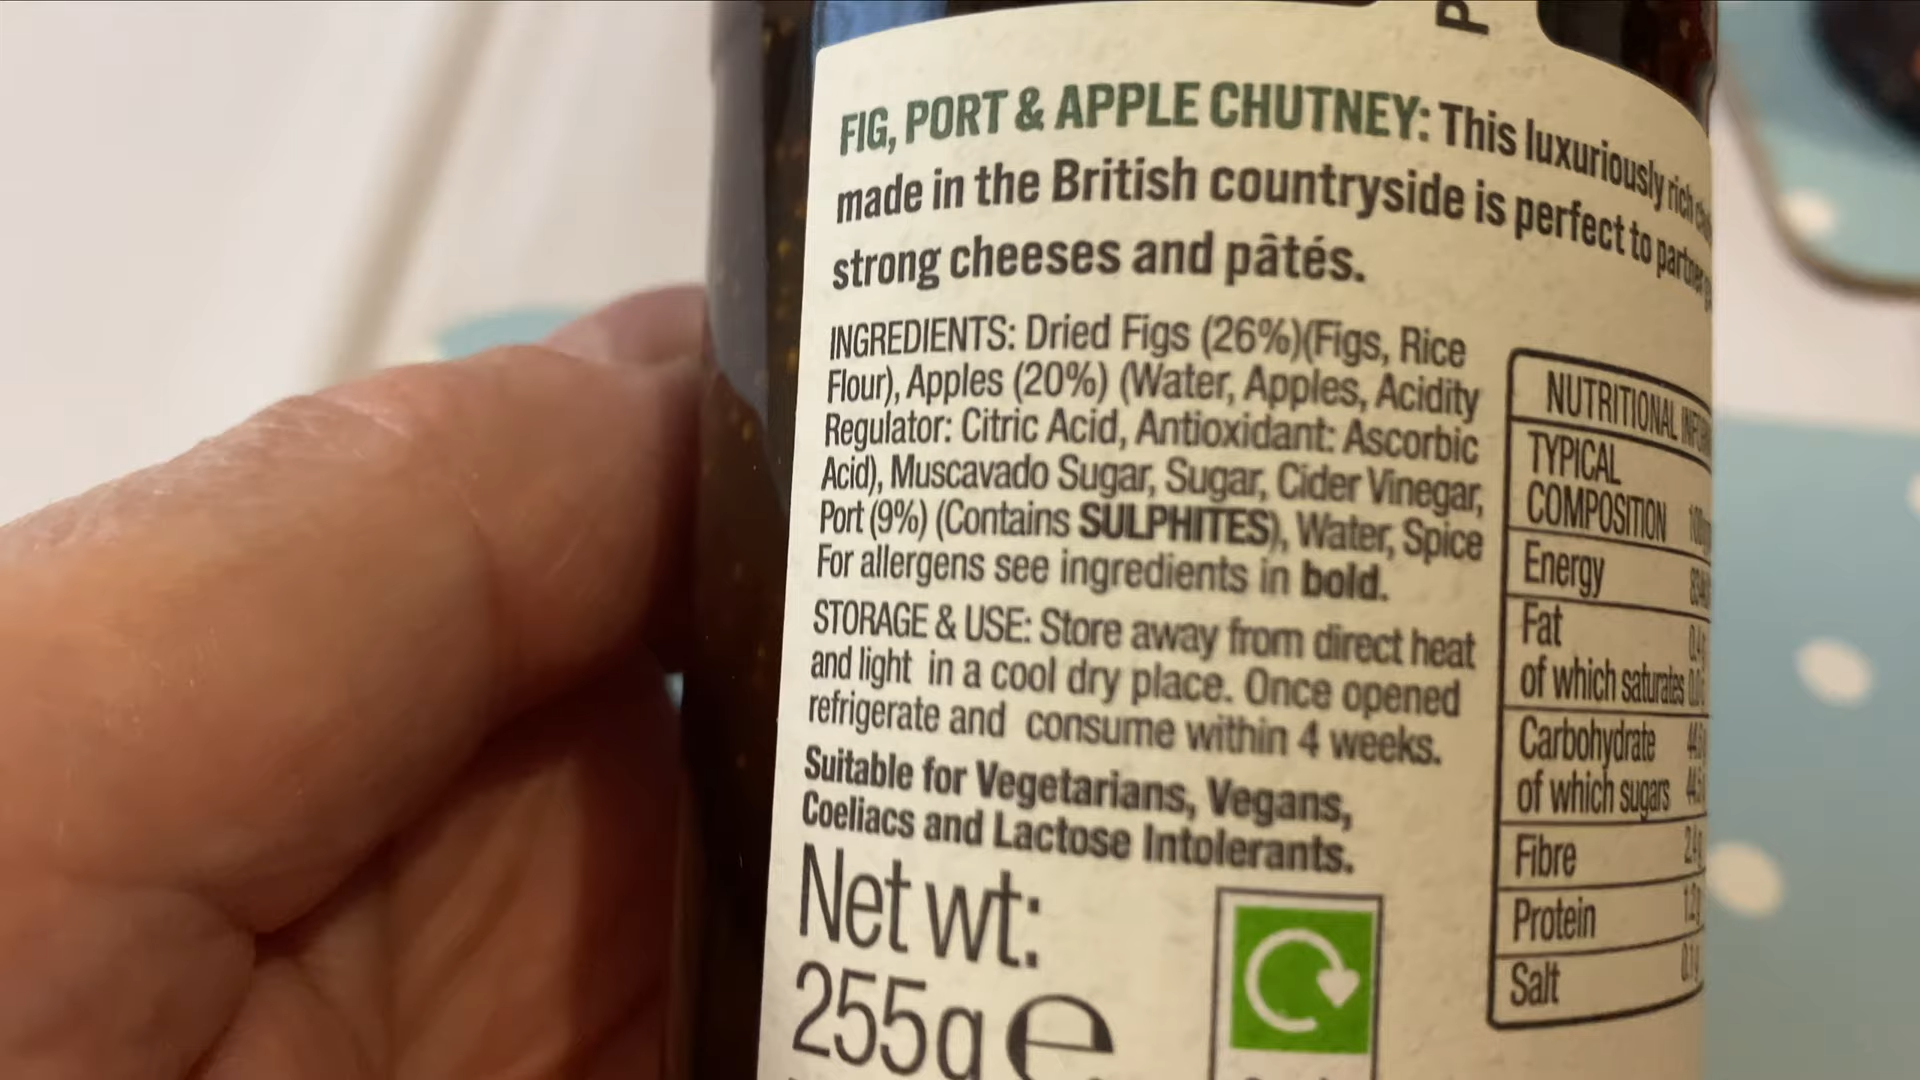 P
FIG, PORT & APPLE CHUTNEY: This luxuriously rich
made in the British countryside is perfect to partner
strong cheeses and pâtés.
INGREDIENTS: Dried Figs (26%)(Figs, Rice
Flour), Apples (20%) (Water, Apples, Acidity
Regulator: Citric Acid, Antioxidant: Ascorbic
Acid), Muscavado Sugar, Sugar, Cider Vinegar,
Port (9%) (Contains SULPHITES), Water, Spice
For allergens see ingredients in bold.
STORAGE & USE: Store away from direct heat
and light in a cool dry place. Once opened
refrigerate and consume within 4 weeks.
Suitable for Vegetarians, Vegans,
Coeliacs and Lactose Intolerants.
Net wt:
255g e
NUTRITIONAL
TYPICAL
COMPOSITION
Energy
Fat
of which saturates
Carbohydrate
of which sugars
Fibre
Protein
Salt